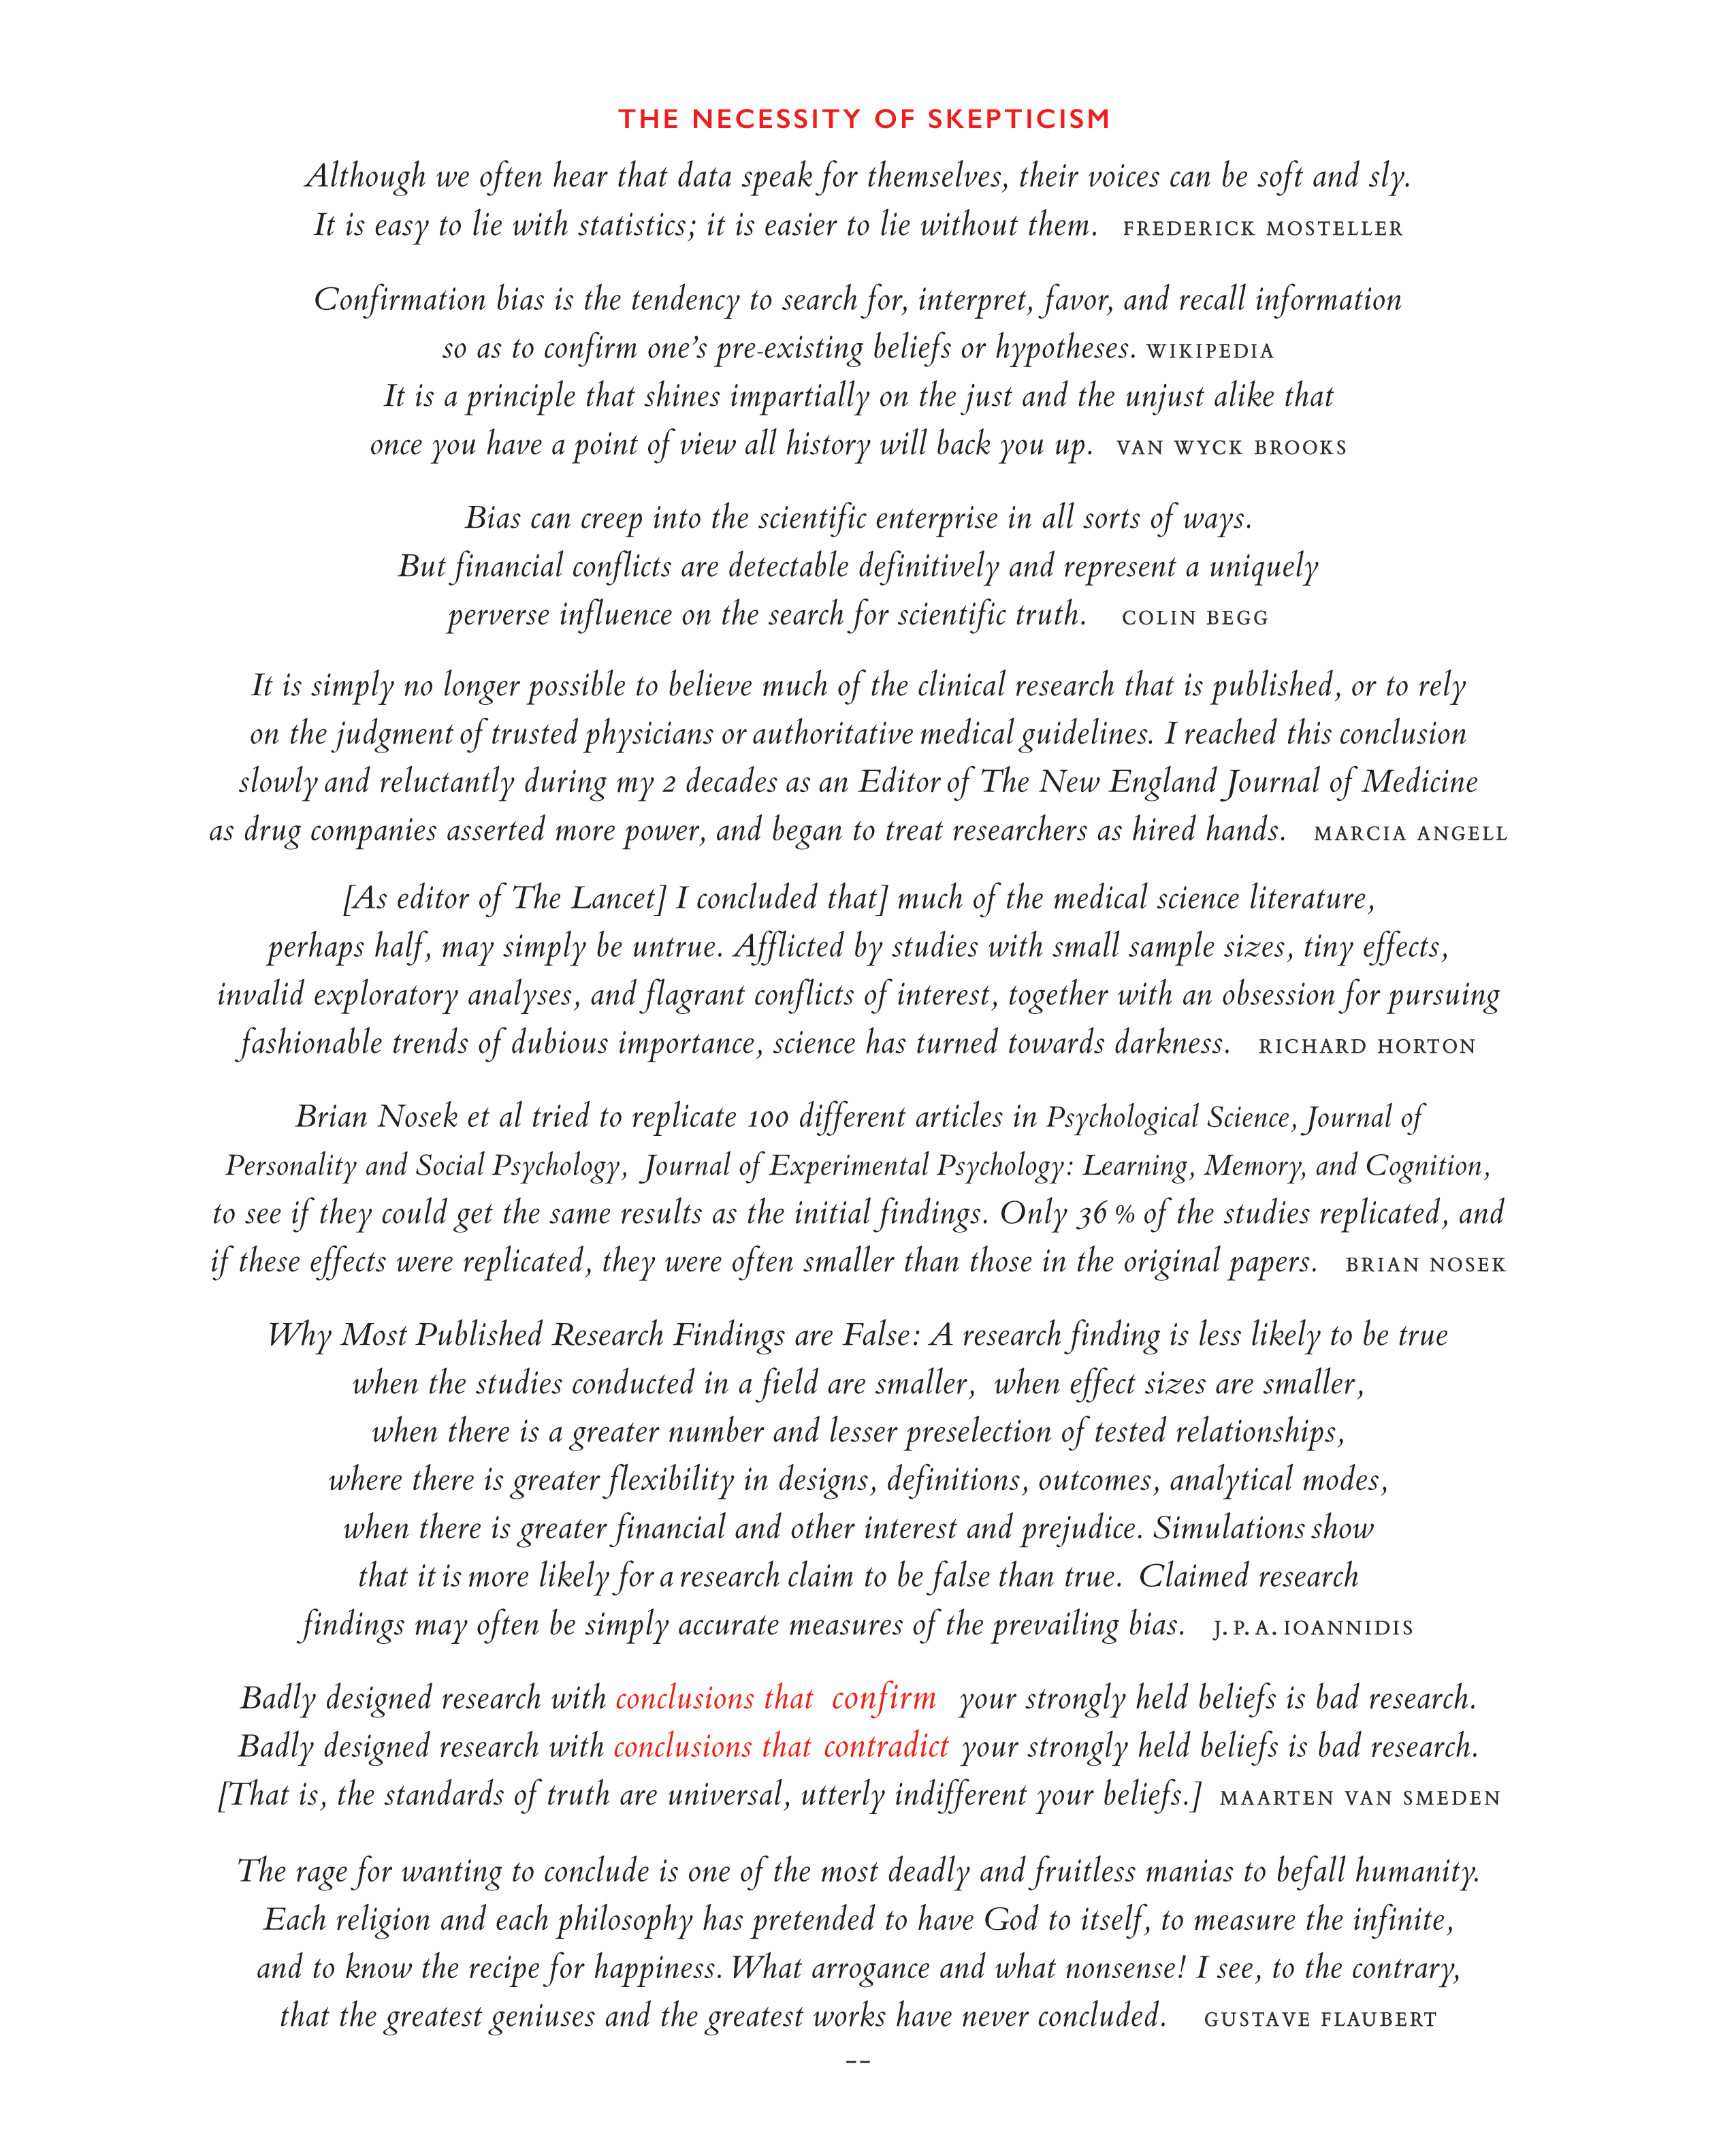 THE NECESSITY OF SKEPTICISM
Although we often hear that data speak for themselves, their voices can be soft and sly.
It is easy to lie with statistics; it is easier to lie without them. FREDERICK MOSTELLER
Confirmation bias is the tendency to search for, interpret, favor, and recall information
so as to confirm one’s pre-existing beliefs or hypotheses. WIKIPEDIA
It is a principle that shines impartially on the just and the unjust alike that
once you have a point of view all history will back you up. VAN WYCK BROOKS
Bias can creep into the scientific enterprise in all sorts of ways.
But financial conflicts are detectable definitively and represent a uniquely
perverse influence on the search for scientific truth. COLIN BEGG
It is simply no longer possible to believe much of the clinical research that is published, or to rely
on the judgment of trusted physicians or authoritative medical guidelines. I reached this conclusion
slowly and reluctantly during my 2 decades as an Editor of The New England Journal of Medicine
as drug companies asserted more power, and began to treat researchers as hired hands. MARCIA ANGELL
[As editor of The Lancet] I concluded that] much of the medical science literature,
perhaps half, may simply be untrue. Afflicted by studies with small sample sizes, tiny effects,
invalid exploratory analyses, and flagrant conflicts of interest, together with an obsession for pursuing
fashionable trends of dubious importance, science has turned towards darkness. RICHARD HORTON
Brian Nosek et al tried to replicate 100 different articles in Psychological Science, Journal of
Personality and Social Psychology, Journal of Experimental Psychology: Learning, Memory, and Cognition,
to see if they could get the same results as the initial findings. Only 36 % of the studies replicated, and
if these effects were replicated, they were often smaller than those in the original papers. BRIAN NOSEK
Why Most Published Research Findings are False: A research finding is less likely to be true
when the studies conducted in a field are smaller, when effect sizes are smaller,
when there is a greater number and lesser preselection of tested relationships,
where there is greater flexibility in designs, definitions, outcomes, analytical modes,
when there is greater financial and other interest and prejudice. Simulations show
that it is more likely for a research claim to be false than true. Claimed research
findings may often be simply accurate measures of the prevailing bias. J. P. A. IOANNIDIS
Badly designed research with conclusions that confirm your strongly held beliefs is bad research.
Badly designed research with conclusions that contradict your strongly held beliefs is bad research.
[That is, the standards of truth are universal, utterly indifferent your beliefs.] MAARTEN VAN SMEDEN
The rage for wanting to conclude is one of the most deadly and fruitless manias to befall humanity.
Each religion and each philosophy has pretended to have God to itself, to measure the infinite,
and to know the recipe for happiness. What arrogance and what nonsense! I see, to the contrary,
that the greatest geniuses and the greatest works have never concluded. GUSTAVE FLAUBERT
--